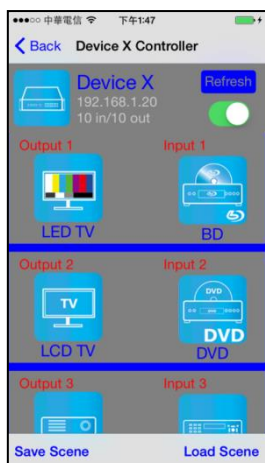 中華電信 下午1:47
Back Device X Controller
Device X Refresh
192.168.1.20
10 in/10 out
Output 1 Input 1
LED TV BD
Output 2 Input 2
TV DVD
DVD
LCD TV DVD
Output 3 Input 3
Save Scene Load Scene